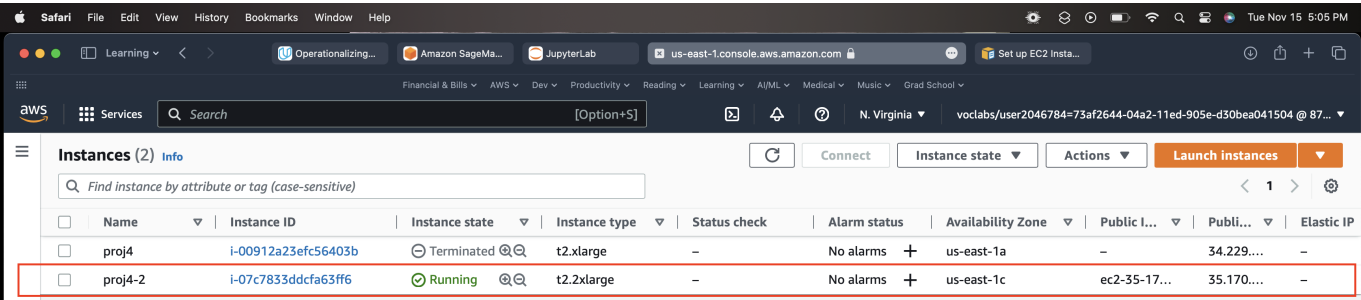 Safari File Edit View History Bookmarks Window Help Tue Nov 15 5:05 PM
Learning Operationalizing... Amazon SageMa... JupyterLab us-east-1.console.aws.amazon.com Set up EC2 Insta...
Financial & Bills AWS Dev Productivity Reading Learning AI/ML Medical Music Grad School
aws Services Search [Option+S] N. Virginia voclabs/user2046784=73af2644-04a2-11ed-905e-d30bea041504 @ 87...
Instances (2) Info Connect Instance state Actions Launch instances
Find instance by attribute or tag (case-sensitive) 1
Name Instance ID Instance state Instance type Status check Alarm status Availability Zone Public I... Publi... Elastic IP
proj4 i-00912a23efc56403b Terminated t2.xlarge – No alarms + us-east-1a – 34.229.... –
proj4-2 i-07c7833ddcfa63ff6 Running t2.2xlarge – No alarms + us-east-1c ec2-35-17... 35.170.... –